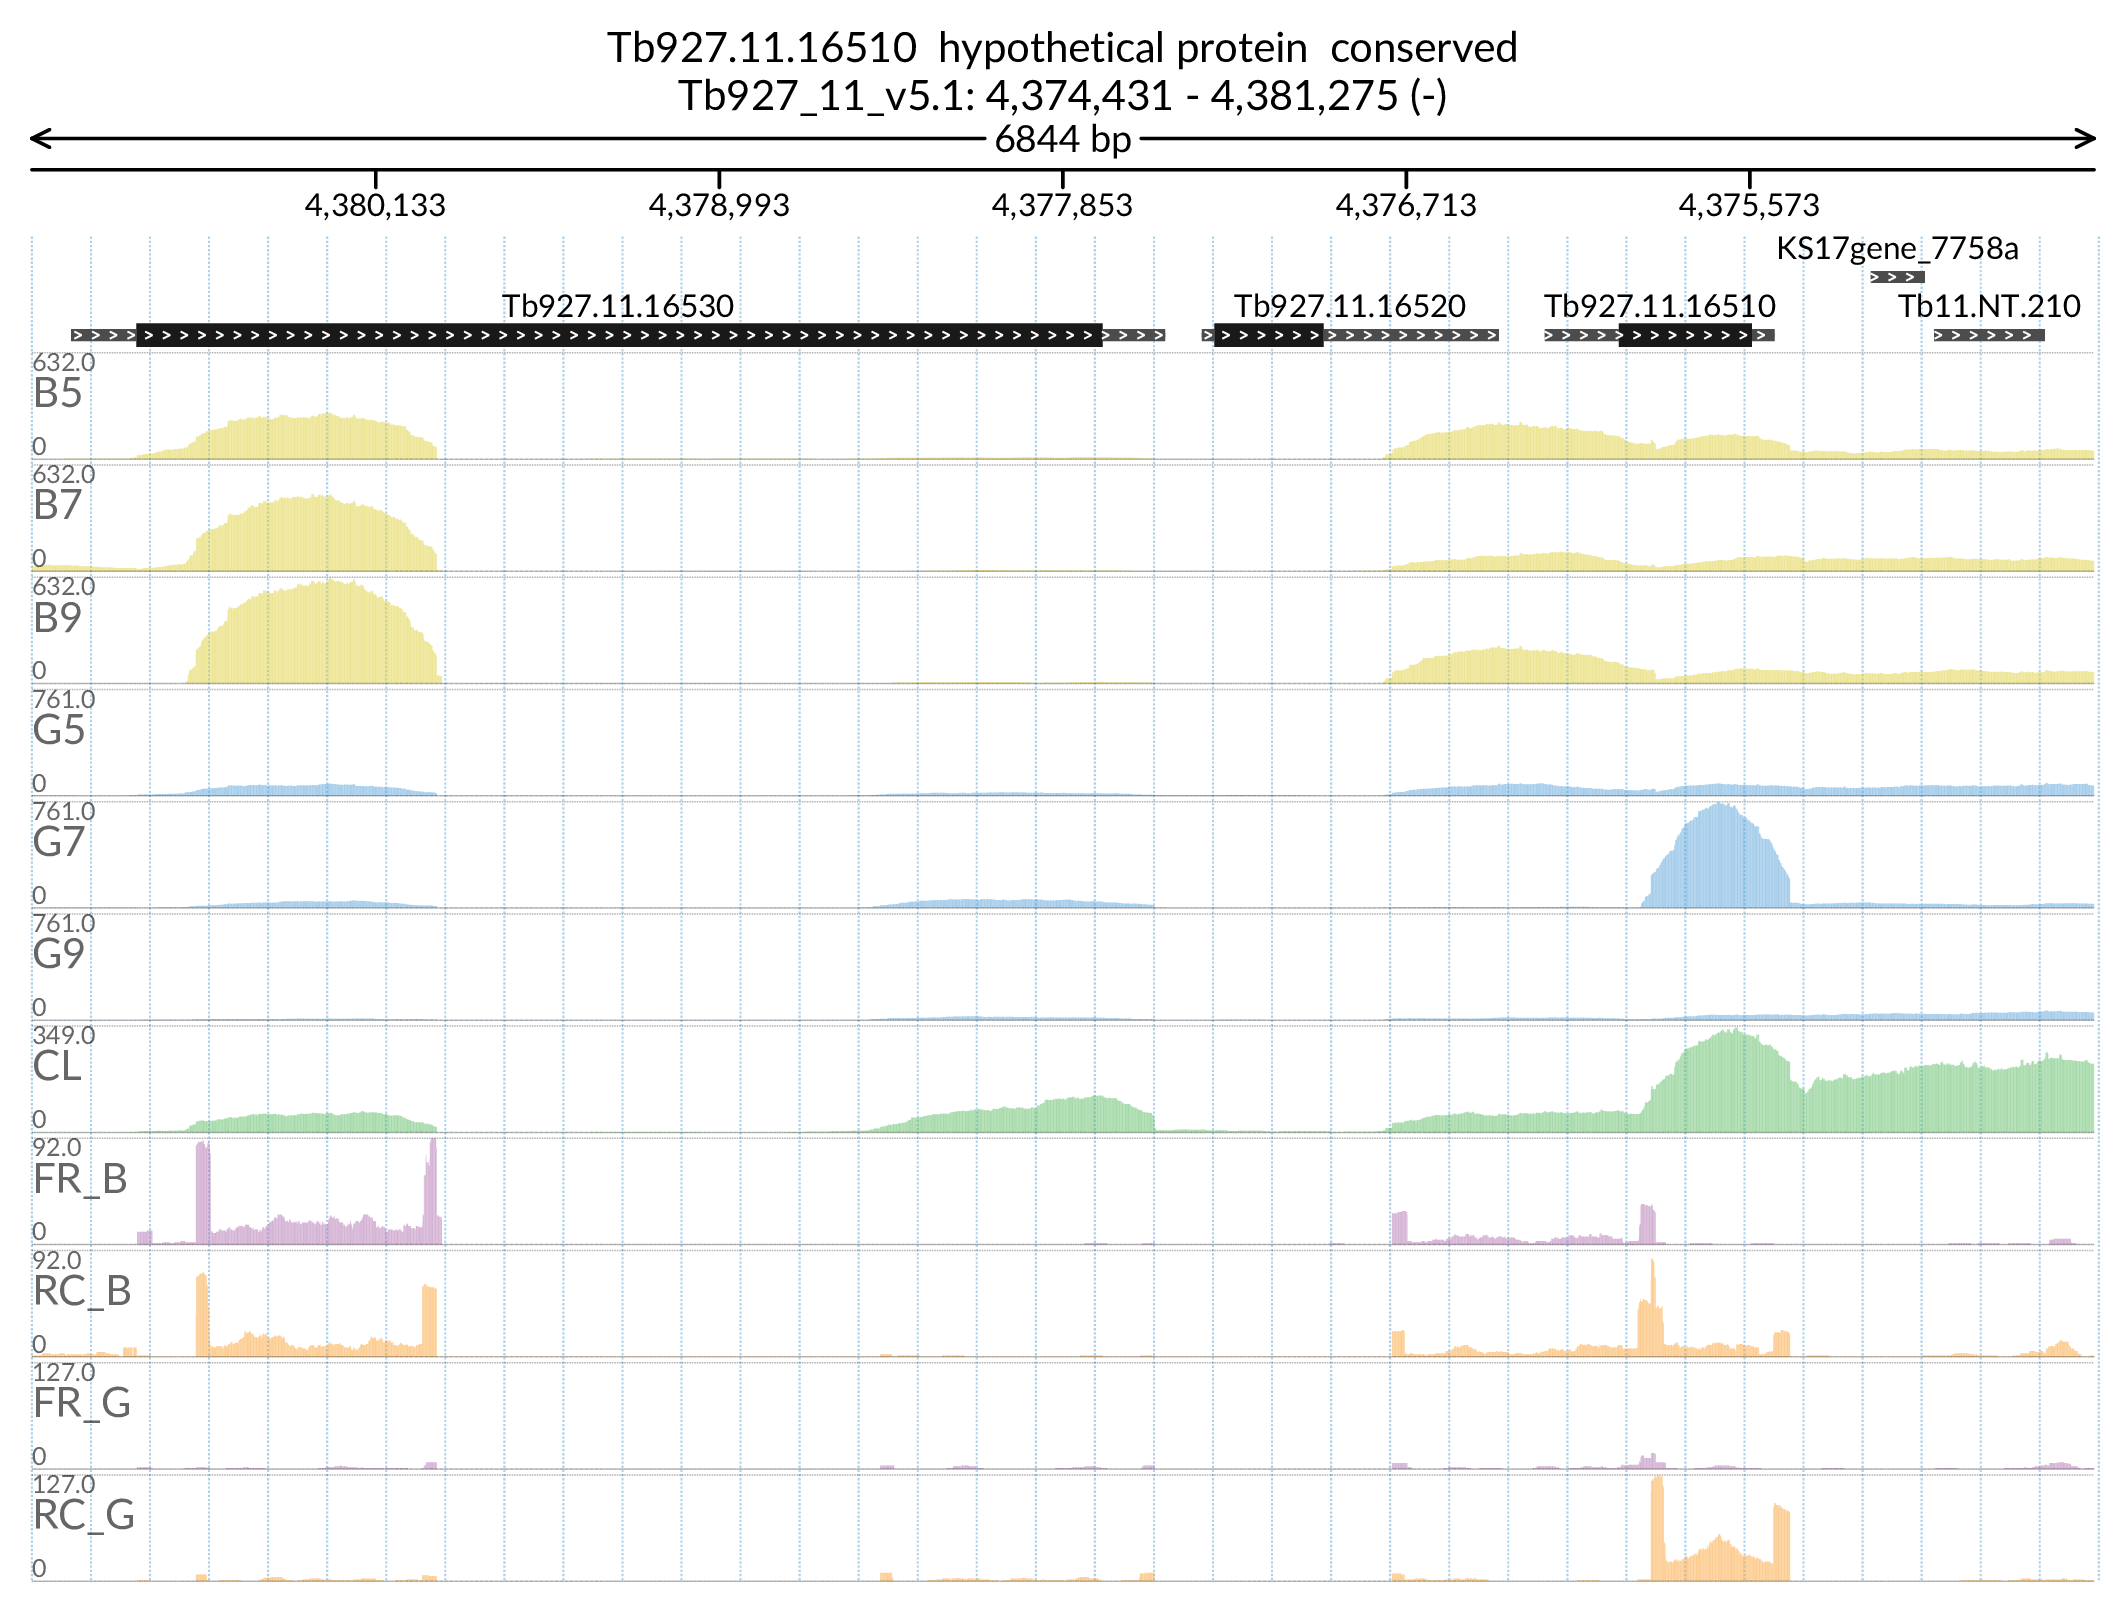 Tb927.11.16510 hypothetical protein conserved
Tb927_11_v5.1: 4,374,431 - 4,381,275 (-)
6844 bp
4,380,133 4,378,993 4,377,853 4,376,713 4,375,573
KS17gene_7758a
Tb927.11.16530 Tb927.11.16520 Tb927.11.16510 Tb11.NT.210
632.0
B5
0
632.0
B7
0
632.0
B9
0
761.0
G5
0
761.0
G7
0
761.0
G9
0
349.0
CL
0
92.0
FR_B
0
92.0
RC_B
0
127.0
FR_G
0
127.0
RC_G
0